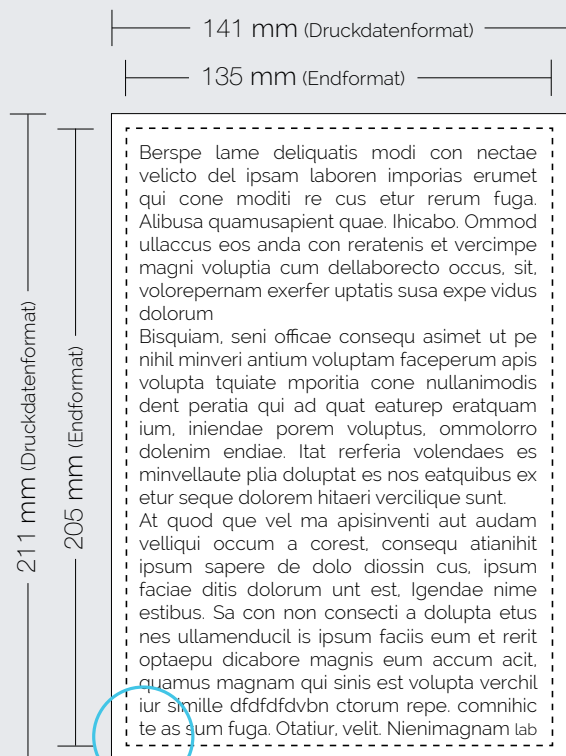 141 mm (Druckdatenformat)
135 mm (Endformat)
211 mm (Druckdatenformat)
205 mm (Endformat)
Berspe lame deliquatis modi con nectae
velicto del ipsam laboren imporias erumet
qui cone moditi re cus etur rerum fuga.
Alibusa quamusapient quae. Ihicabo. Ommod
ullaccus eos anda con reratenis et vercimpe
magni voluptia cum dellaborecto occus, sit,
volorepernam exerfer uptatis susa expe vidus
dolorum
Bisquiam, seni officae consequ asimet ut pe
nihil minveri antium voluptam faceperum apis
volupta tquiate mporitia cone nullanimodis
dent peratia qui ad quat eaturep eratquam
ium, iniendae porem voluptus, ommolorro
dolenim endiae. Itat rerferia volendaes es
minvellaute plia doluptat es nos eatquibus ex
etur seque dolorem hitaeri vercilique sunt.
At quod que vel ma apisinventi aut audam
velliqui occum a corest, consequ atianihit
ipsum sapere de dolo diossin cus, ipsum
faciae ditis dolorum unt est, Igendae nime
estibus. Sa con non consecti a dolupta etus
nes ullamenducil is ipsum faciis eum et rerit
optaepu dicabore magnis eum accum acit,
quamus magnam qui sinis est volupta verchil
iur simille dfdfdfdvbn ctorum repe. comnihic
te as sum fuga. Otatiur, velit. Nienimagnam lab